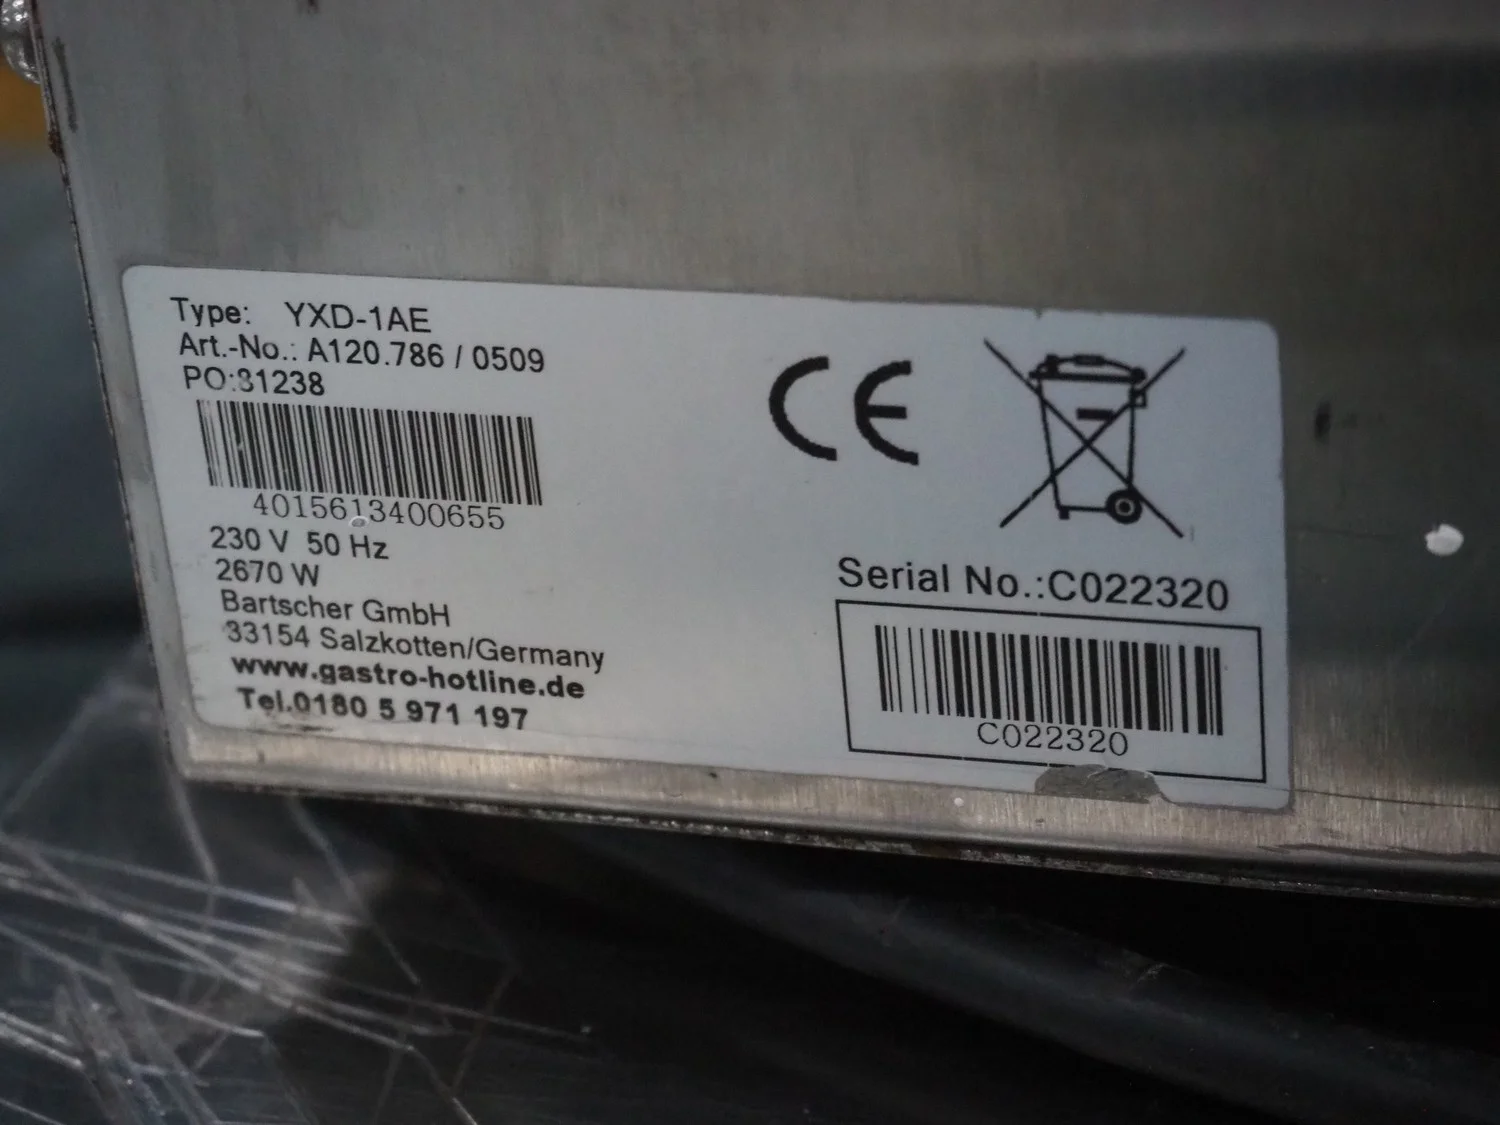 Type: YXD-1AE
Art.-No.: A120.786 / 0509
PO:31238
4015613400655
230 V 50 Hz
2670 W
Bartscher GmbH
33154 Salzkotten/Germany
www.gastro-hotline.de
Tel.0180 5 971 197
CE
Serial No.:C022320
C022320